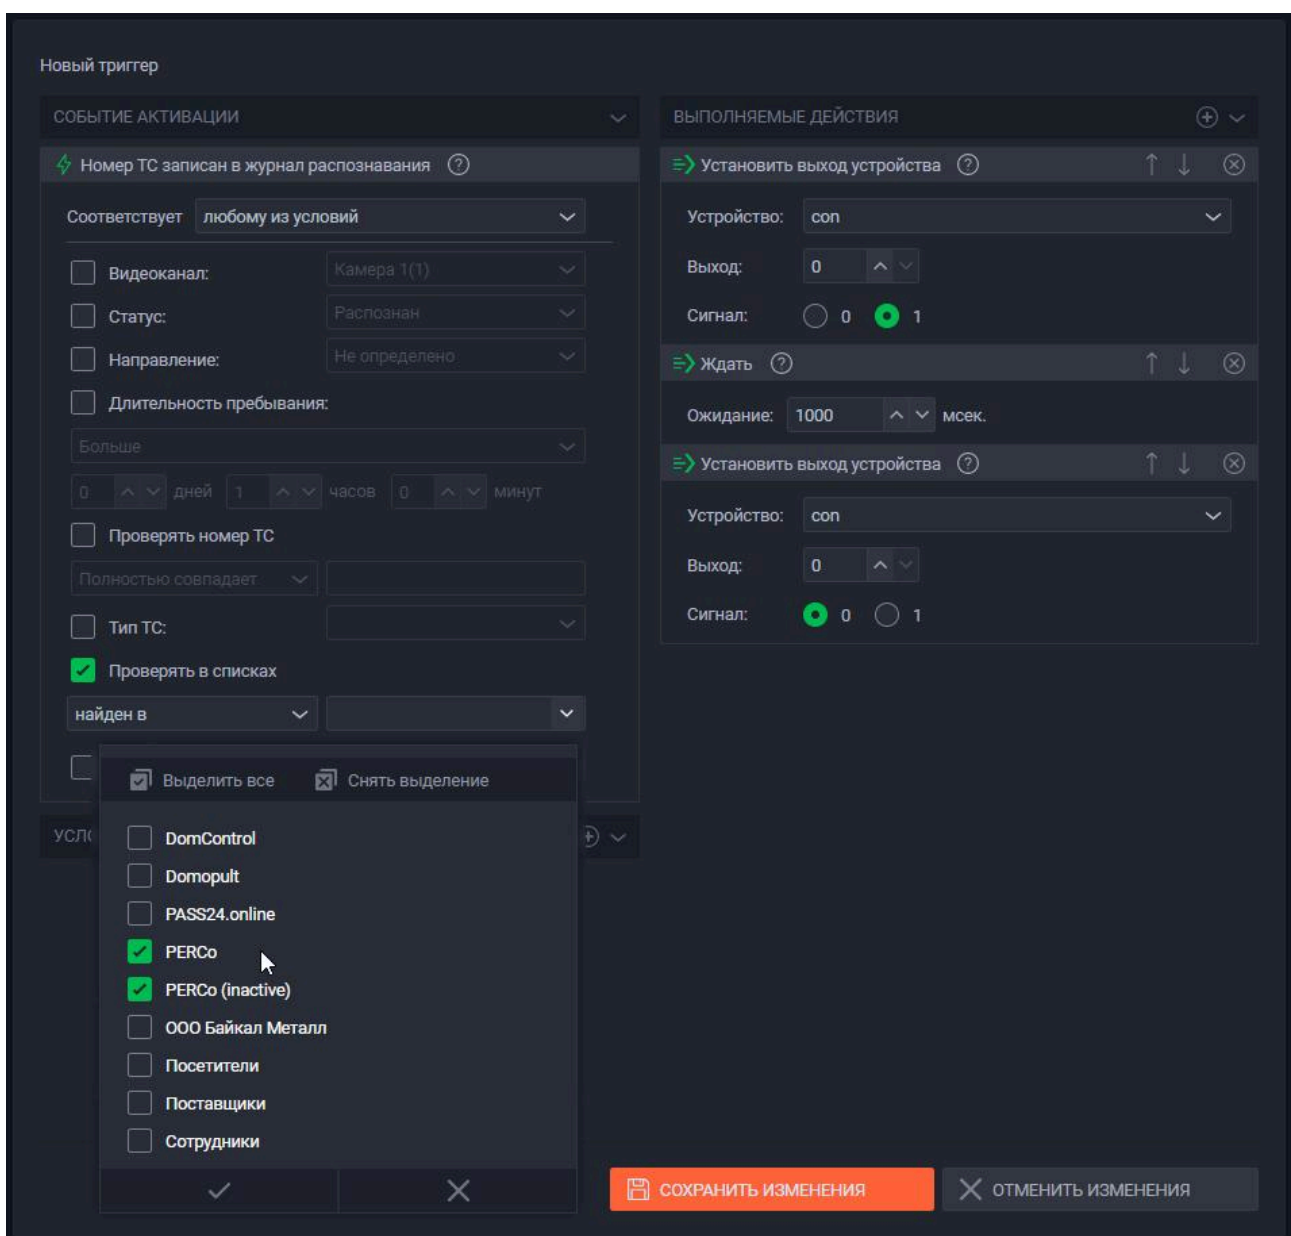 Новый триггер
СОБЫТИЕ АКТИВАЦИИ
Номер ТС записан в журнал распознавания ?
Соответствует любому из условий
Видеоканал: Камера 1(1)
Статус: Распознан
Направление: Не определено
Длительность пребывания:
Больше
0 дней 1 часов 0 минут
Проверять номер ТС
Полностью совпадает
Тип ТС:
Проверять в списках
найден в
Выделить все Снять выделение
УСЛО
DomControl
Domopult
PASS24.online
PERCo
PERCo (inactive)
ООО Байкал Металл
Посетители
Поставщики
Сотрудники
ВЫПОЛНЯЕМЫЕ ДЕЙСТВИЯ
Установить выход устройства ?
Устройство: con
Выход: 0
Сигнал: 0 1
Ждать ?
Ожидание: 1000 мсек.
Установить выход устройства ?
Устройство: con
Выход: 0
Сигнал: 0 1
СОХРАНИТЬ ИЗМЕНЕНИЯ ОТМЕНИТЬ ИЗМЕНЕНИЯ